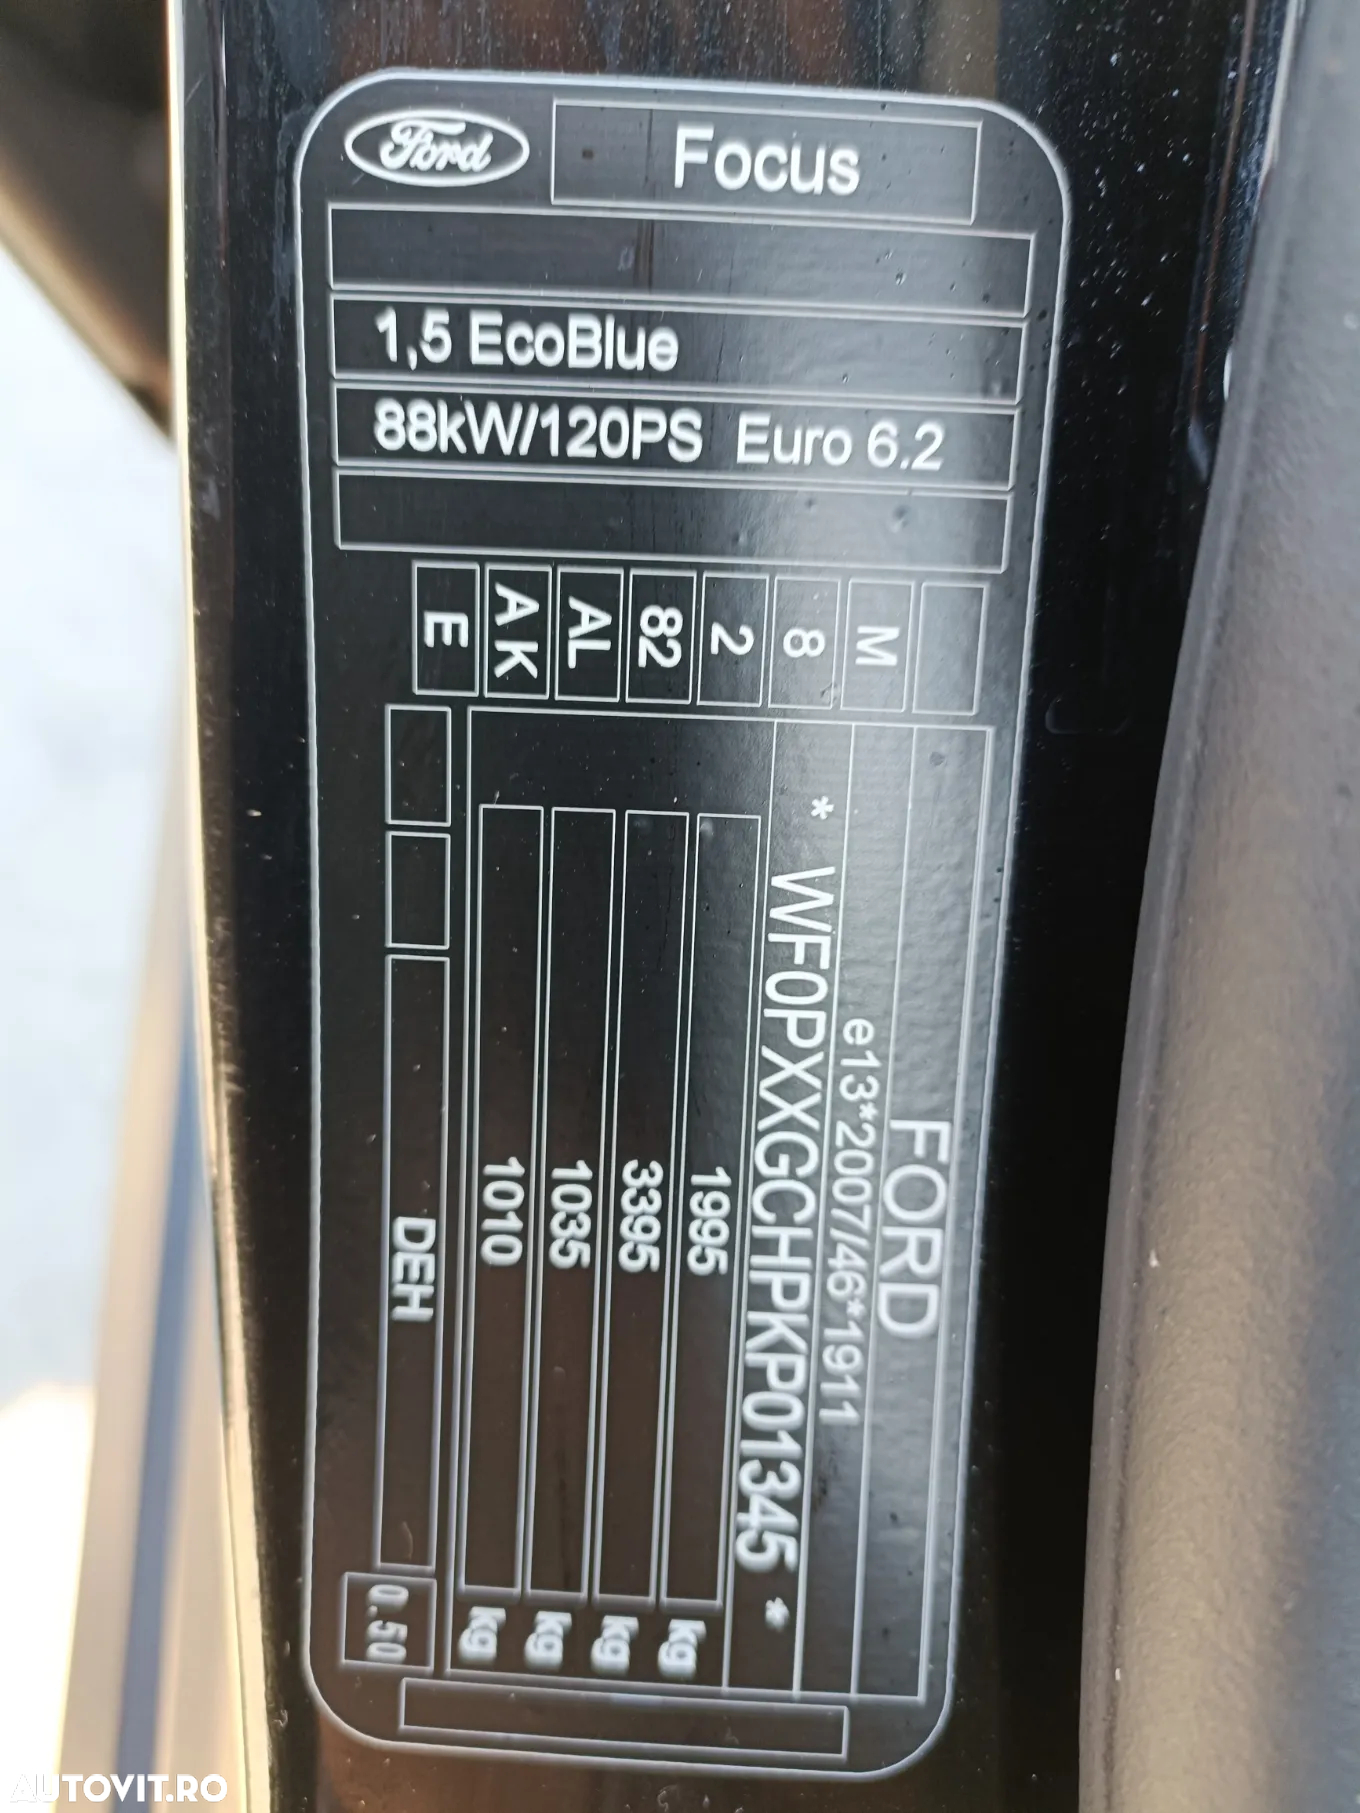 Ford
Focus
1,5 EcoBlue
88kW/120PS Euro 6.2
E
AK
AL
82
2
8
M
FORD
e13*2007/46*1911
* WF0PXXGCHPKP01345 *
1995 kg
3395 kg
1035 kg
1010 kg
DEH
0.50
AUTOVIT.RO